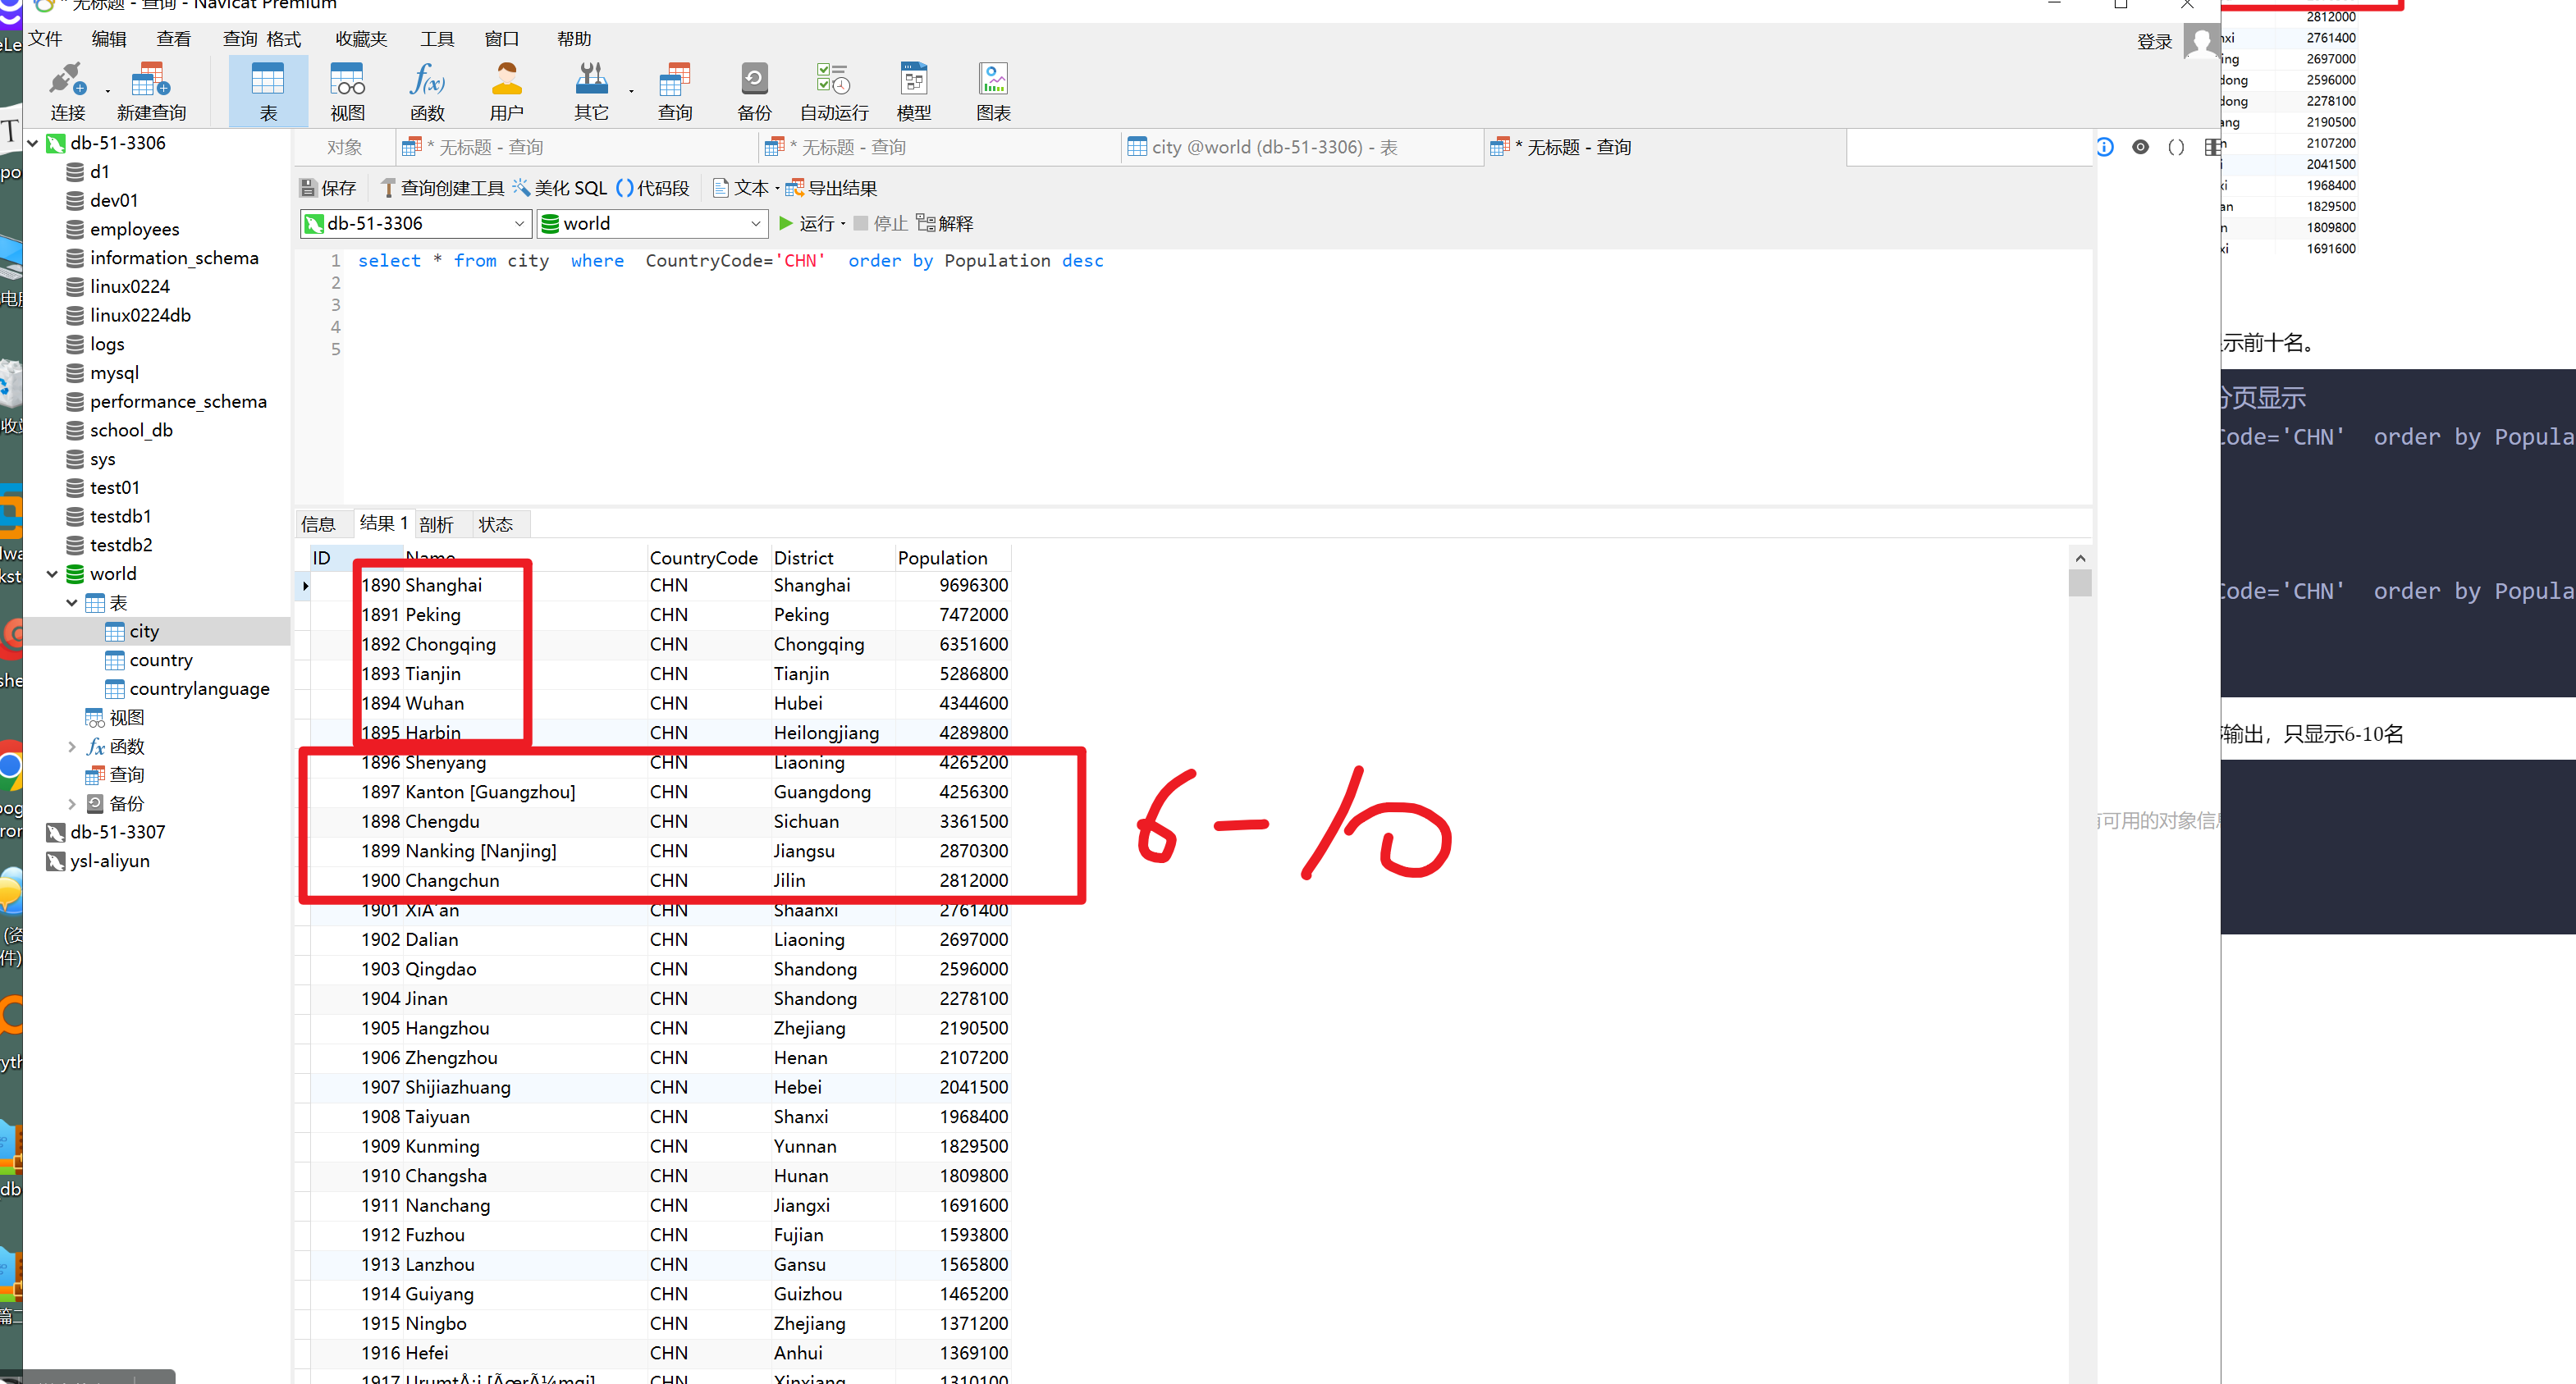 * 无标题 - 查询 - Navicat Premium
文件 编辑 查看 查询 格式 收藏夹 工具 窗口 帮助
登录
连接 新建查询 表 视图 函数 用户 其它 查询 备份 自动运行 模型 图表
对象 * 无标题 - 查询 * 无标题 - 查询 city @world (db-51-3306) - 表 * 无标题 - 查询
保存 查询创建工具 美化 SQL () 代码段 文本 导出结果
db-51-3306 world 运行 停止 解释
1 select * from city where CountryCode='CHN' order by Population desc
2
3
4
5
db-51-3306
d1
dev01
employees
information_schema
linux0224
linux0224db
logs
mysql
performance_schema
school_db
sys
test01
testdb1
testdb2
world
表
city
country
countrylanguage
视图
函数
查询
备份
db-51-3307
ysl-aliyun
信息 结果 1 剖析 状态
ID Name CountryCode District Population
1890 Shanghai CHN Shanghai 9696300
1891 Peking CHN Peking 7472000
1892 Chongqing CHN Chongqing 6351600
1893 Tianjin CHN Tianjin 5286800
1894 Wuhan CHN Hubei 4344600
1895 Harbin CHN Heilongjiang 4289800
1896 Shenyang CHN Liaoning 4265200
1897 Kanton [Guangzhou] CHN Guangdong 4256300
1898 Chengdu CHN Sichuan 3361500
1899 Nanking [Nanjing] CHN Jiangsu 2870300
1900 Changchun CHN Jilin 2812000
1901 XiA´an CHN Shaanxi 2761400
1902 Dalian CHN Liaoning 2697000
1903 Qingdao CHN Shandong 2596000
1904 Jinan CHN Shandong 2278100
1905 Hangzhou CHN Zhejiang 2190500
1906 Zhengzhou CHN Henan 2107200
1907 Shijiazhuang CHN Hebei 2041500
1908 Taiyuan CHN Shanxi 1968400
1909 Kunming CHN Yunnan 1829500
1910 Changsha CHN Hunan 1809800
1911 Nanchang CHN Jiangxi 1691600
1912 Fuzhou CHN Fujian 1593800
1913 Lanzhou CHN Gansu 1565800
1914 Guiyang CHN Guizhou 1465200
1915 Ningbo CHN Zhejiang 1371200
1916 Hefei CHN Anhui 1369100
1917 CHN Xinxiang 1310100
6-10
2812000
nxi 2761400
ing 2697000
dong 2596000
dong 2278100
ang 2190500
n 2107200
i 2041500
xi 1968400
an 1829500
n 1809800
xi 1691600
示前十名。
页显示
Code='CHN' order by Popula
Code='CHN' order by Popula
输出，只显示6-10名
可用的对象信